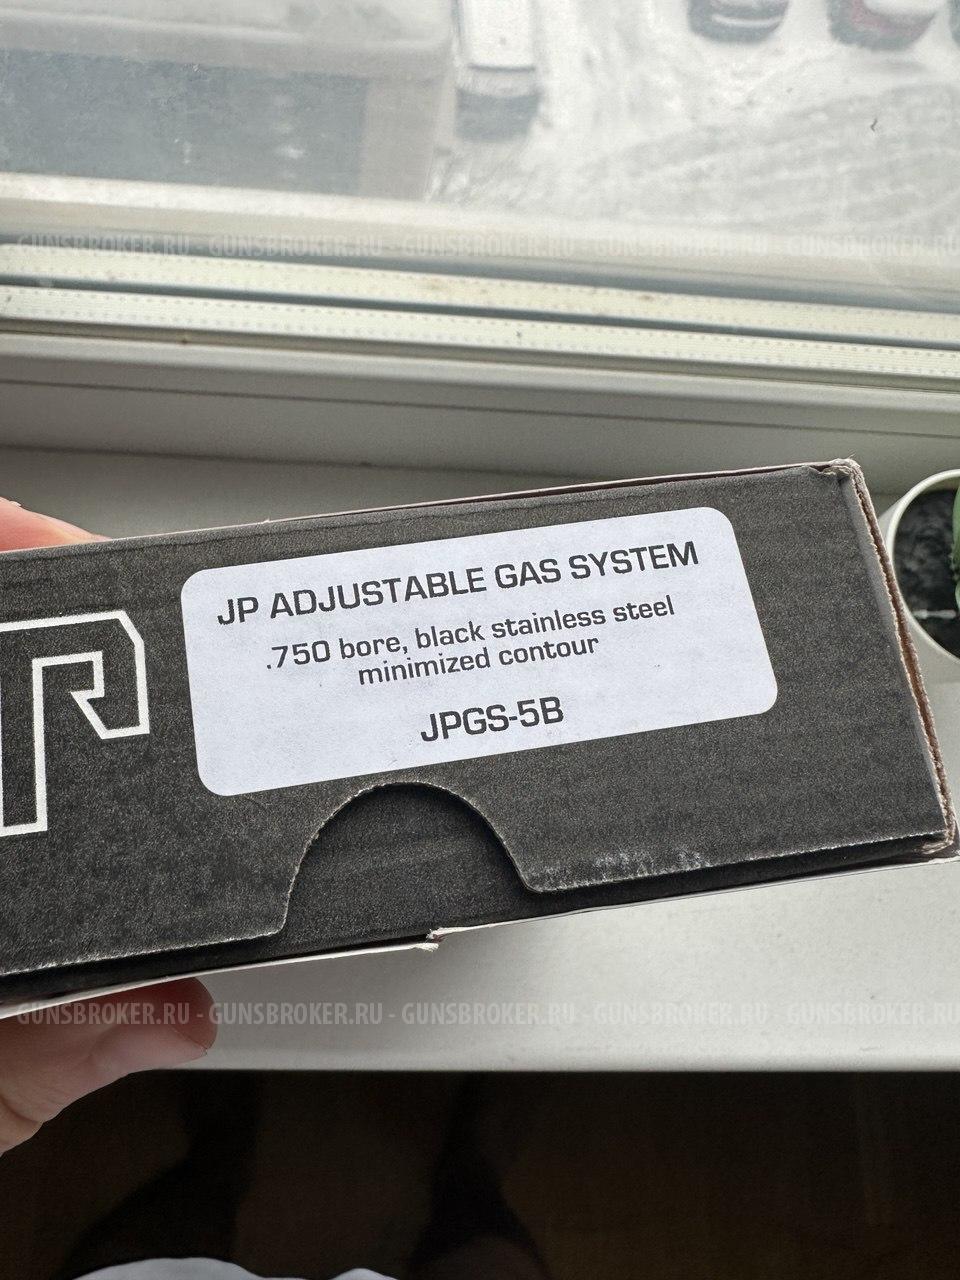 GUNSBROKER.RU - GUNSBROKER.RU - GUNSBROKER.RU - GUNSBROKER.RU - GUNSBROKER.RU
JP ADJUSTABLE GAS SYSTEM
.750 bore, black stainless steel
minimized contour
JPGS-5B
GUNSBROKER.RU - GUNSBROKER.RU - GUNSBROKER.RU - GUNSBROKER.RU - GUNSBROKER.RU